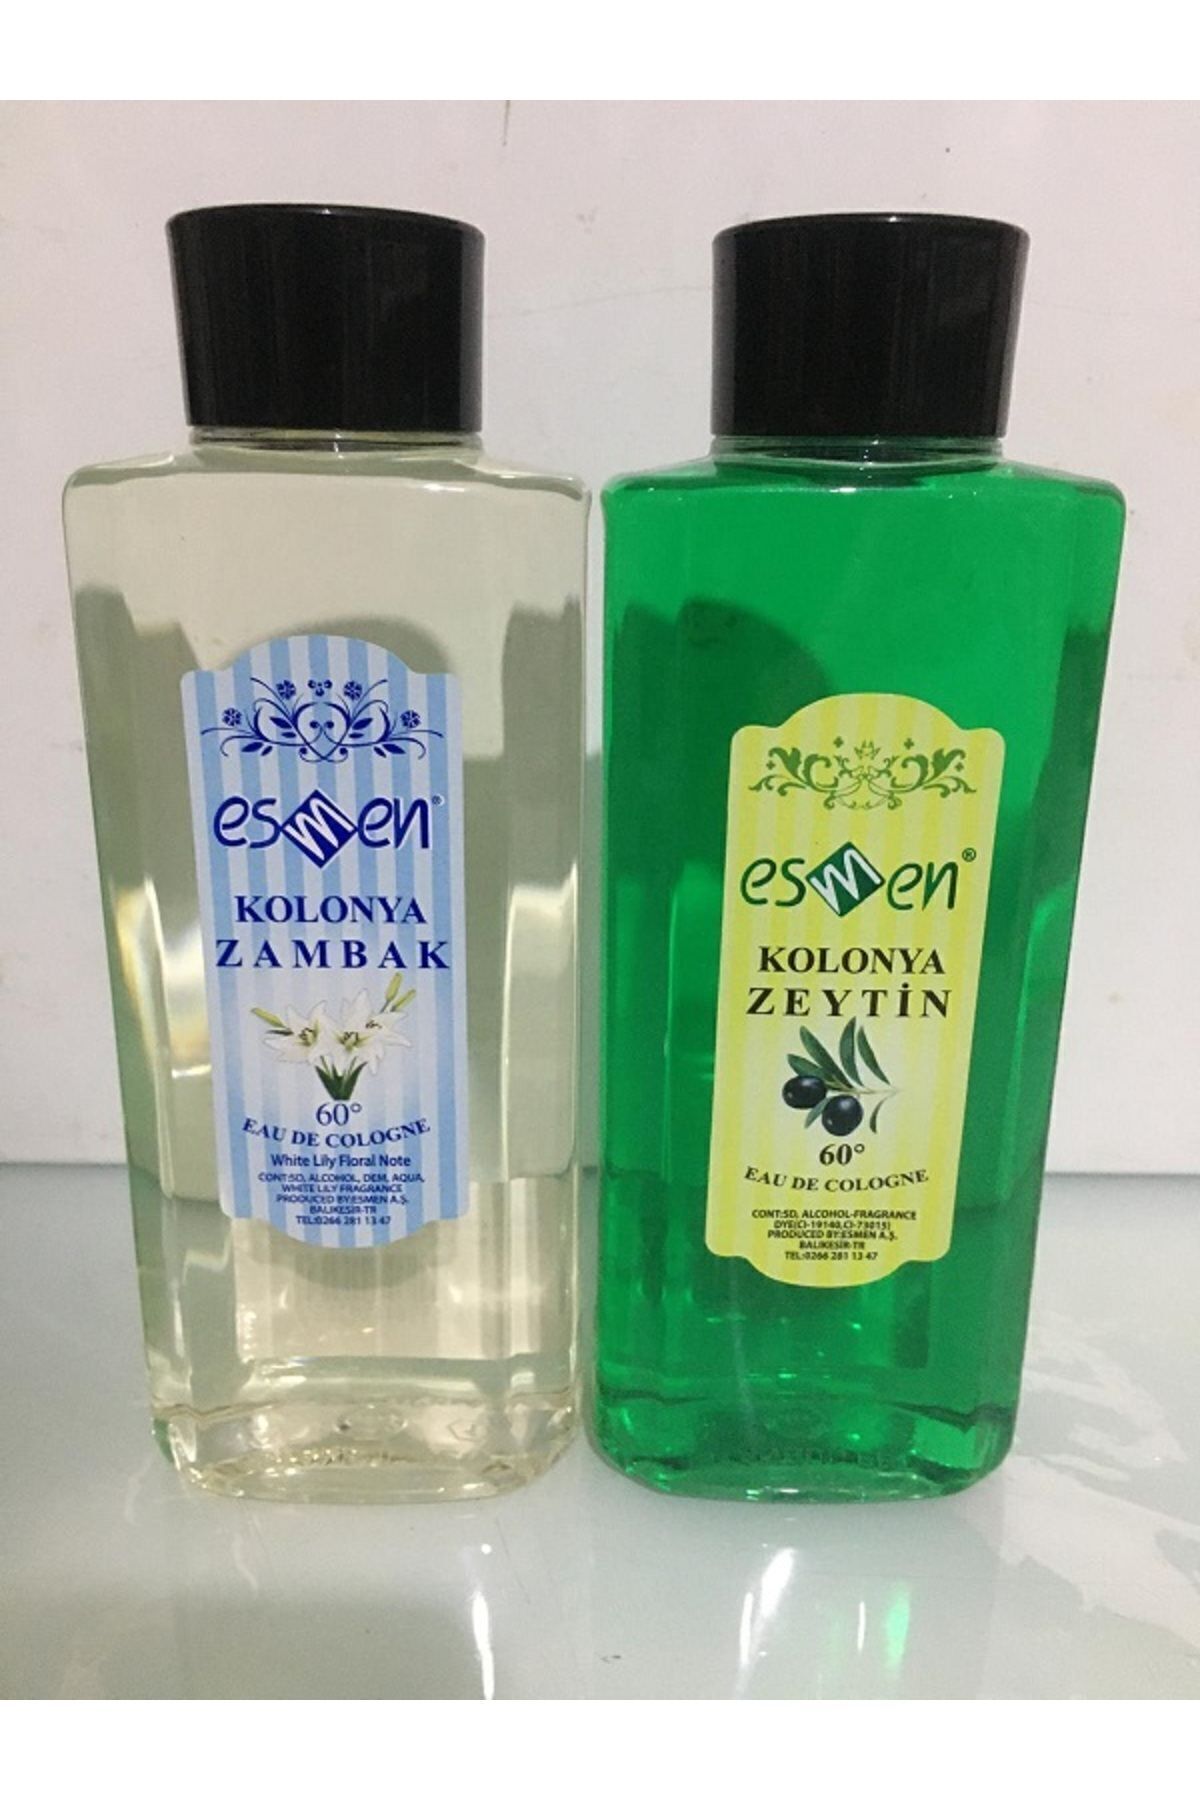 esmen®
KOLONYA
ZAMBAK
60°
EAU DE COLOGNE
White Lily Floral Note
CONT:SD, ALCOHOL, DEM, AQUA,
WHITE LILY FRAGRANCE
PRODUCED BY:ESMEN A.Ş.
BALIKESİR-TR
TEL:0266 281 13 47
esmen®
KOLONYA
ZEYTİN
60°
EAU DE COLOGNE
CONT:SD, ALCOHOL-FRAGRANCE
DYE(CI-19140,CI-73015)
PRODUCED BY:ESMEN A.Ş.
BALIKESİR-TR
TEL:0266 281 13 47